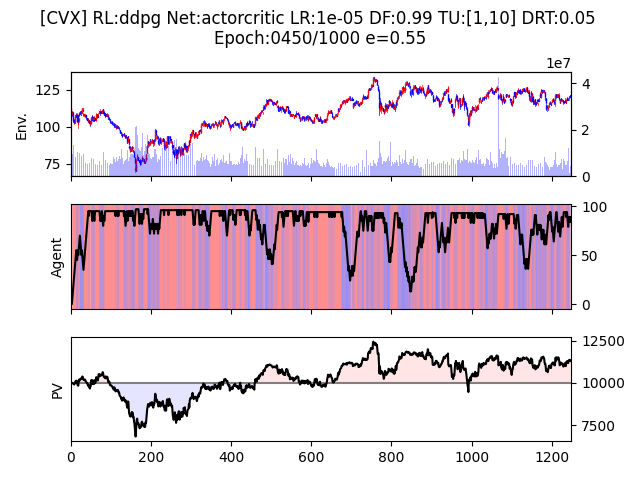 [CVX] RL:ddpg Net:actorcritic LR:1e-05 DF:0.99 TU:[1,10] DRT:0.05
Epoch:0450/1000 e=0.55
1e7
125
100
75
Env.
4
2
0
Agent
100
50
0
PV
12500
10000
7500
0 200 400 600 800 1000 1200